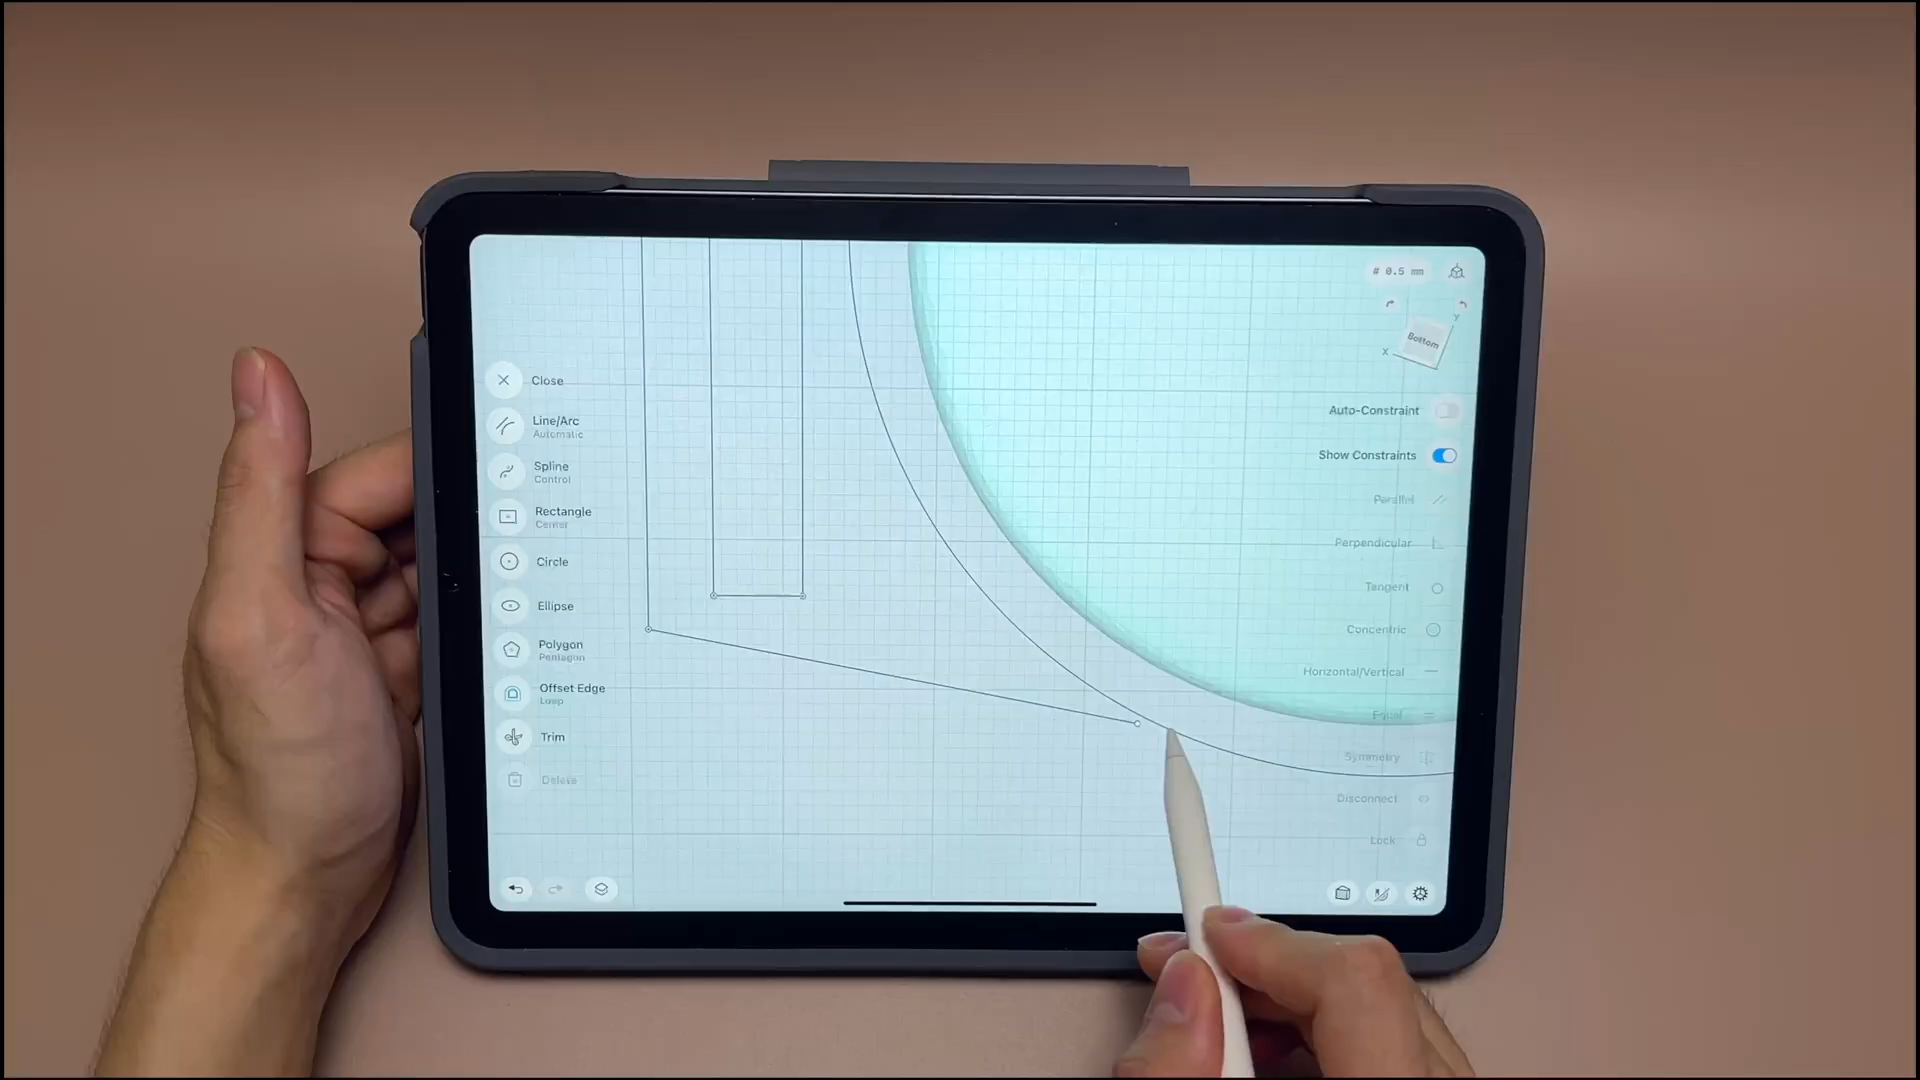 # 0.5 mm
Y
Bottom
X
Close
Line/Arc
Automatic
Spline
Control
Rectangle
Center
Circle
Ellipse
Polygon
Pentagon
Offset Edge
Loop
Trim
Delete
Auto-Constraint
Show Constraints
Parallel
Perpendicular
Tangent
Concentric
Horizontal/Vertical
Equal
Symmetry
Disconnect
Lock